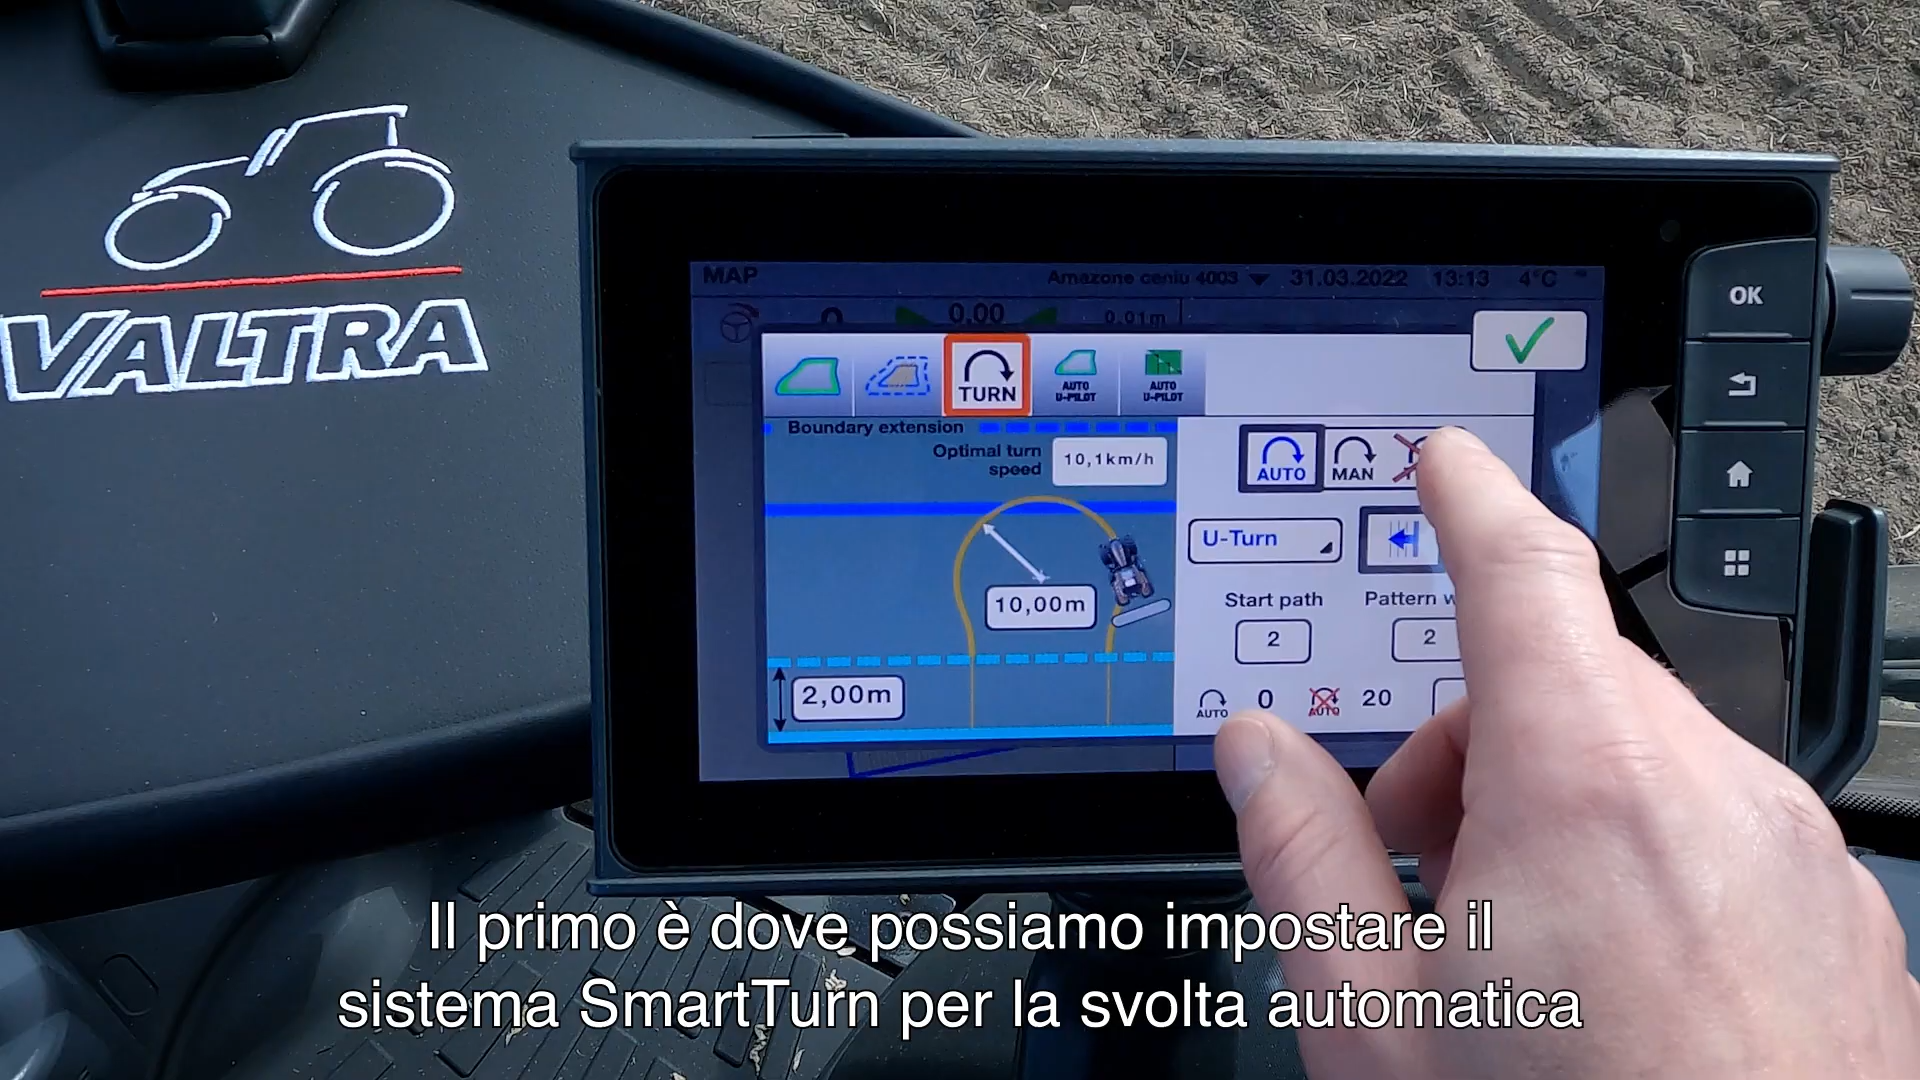 VALTRA
MAP
Amazone ceniu 4003
31.03.2022
13:13
4°C
0
0,00
0.01m
TURN
AUTO
U-PILOT
AUTO
U-PILOT
Boundary extension
Optimal turn
speed
10,1km/h
AUTO
MAN
U-Turn
10,00m
Start path
Pattern
2
2
2,00m
AUTO
0
AUTO
20
OK
Il primo è dove possiamo impostare il
sistema SmartTurn per la svolta automatica